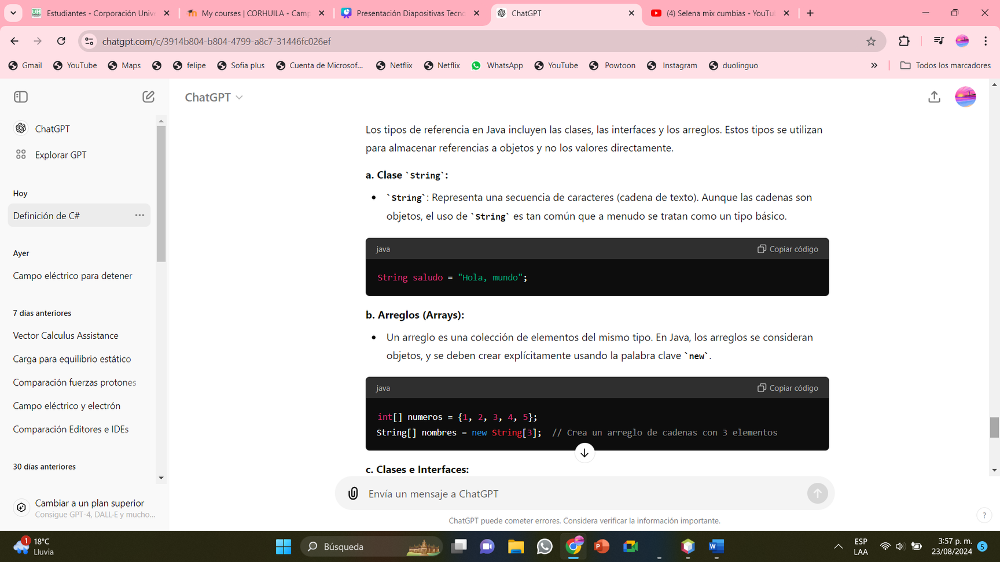 Estudiantes - Corporación Unive
My courses | CORHUILA - Camp
Presentación Diapositivas Tecno
ChatGPT
(4) Selena mix cumbias - YouTu
chatgpt.com/c/3914b804-b804-4799-a8c7-31446fc026ef
Gmail
YouTube
Maps
felipe
Sofia plus
Cuenta de Microsof...
Netflix
Netflix
WhatsApp
YouTube
Powtoon
Instagram
duolinguo
Todos los marcadores
ChatGPT
Explorar GPT
Hoy
Definición de C#
Ayer
Campo eléctrico para detener
7 días anteriores
Vector Calculus Assistance
Carga para equilibrio estático
Comparación fuerzas protones
Campo eléctrico y electrón
Comparación Editores e IDEs
30 días anteriores
Cambiar a un plan superior
Consigue GPT-4, DALL·E y mucho...
ChatGPT
Los tipos de referencia en Java incluyen las clases, las interfaces y los arreglos. Estos tipos se utilizan
para almacenar referencias a objetos y no los valores directamente.
a. Clase `String`:
`String`: Representa una secuencia de caracteres (cadena de texto). Aunque las cadenas son
objetos, el uso de `String` es tan común que a menudo se tratan como un tipo básico.
java
Copiar código
String saludo = "Hola, mundo";
b. Arreglos (Arrays):
Un arreglo es una colección de elementos del mismo tipo. En Java, los arreglos se consideran
objetos, y se deben crear explícitamente usando la palabra clave `new`.
java
Copiar código
int[] numeros = {1, 2, 3, 4, 5};
String[] nombres = new String[3];  // Crea un arreglo de cadenas con 3 elementos
c. Clases e Interfaces:
Envía un mensaje a ChatGPT
ChatGPT puede cometer errores. Considera verificar la información importante.
?
1
18°C
Lluvia
Búsqueda
ESP
LAA
3:57 p. m.
23/08/2024
5